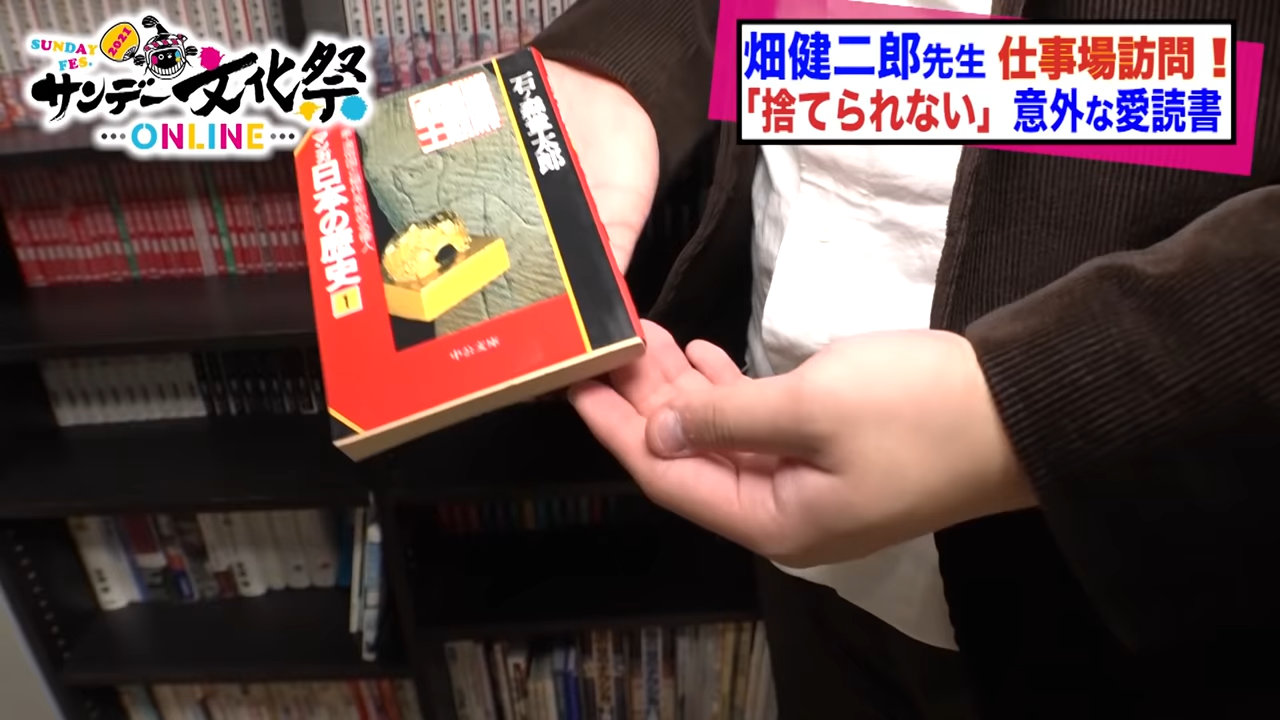 SUNDAY
FES.
2021
サンデー文化祭
ONLINE
畑健二郎先生 仕事場訪問！
「捨てられない」 意外な愛読書
石ノ森章太郎
日本の歴史
1
中公文庫